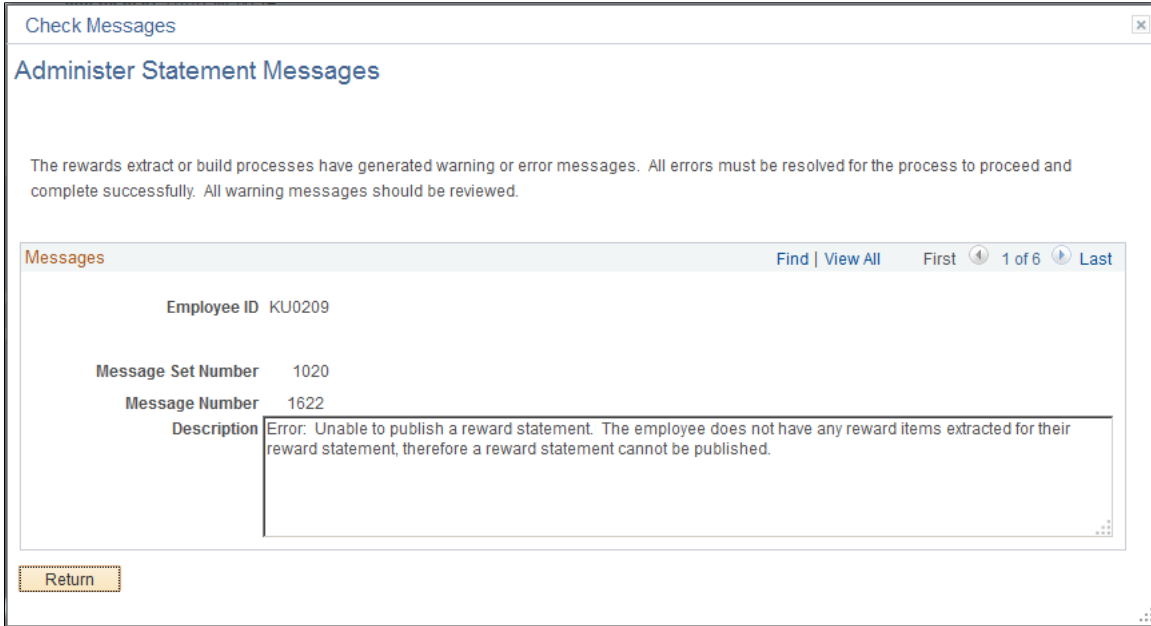 Check Messages
Administer Statement Messages
The rewards extract or build processes have generated warning or error messages. All errors must be resolved for the process to proceed and
complete successfully. All warning messages should be reviewed.
Messages Find | View All First 1 of 6 Last
Employee ID KU0209
Message Set Number 1020
Message Number 1622
Description Error: Unable to publish a reward statement. The employee does not have any reward items extracted for their
reward statement, therefore a reward statement cannot be published.
Return